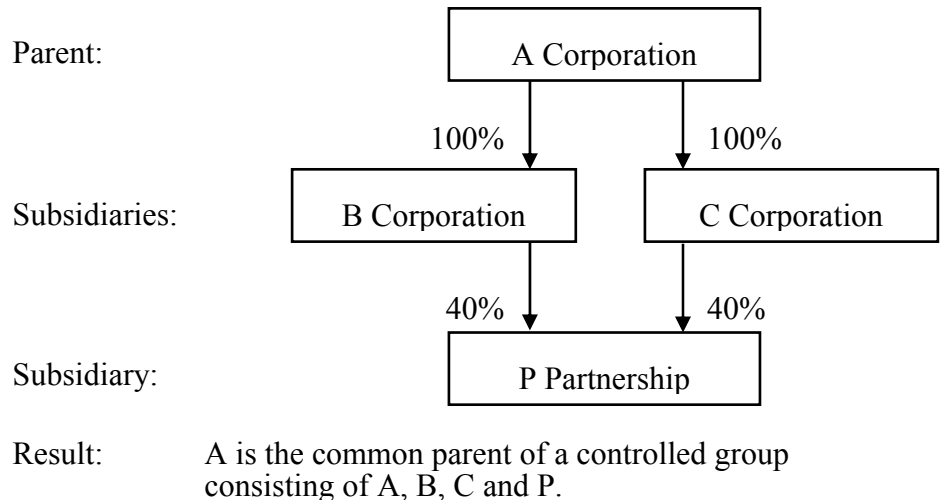 Parent: A Corporation
100% 100%
Subsidiaries: B Corporation C Corporation
40% 40%
Subsidiary: P Partnership
Result: A is the common parent of a controlled group
consisting of A, B, C and P.